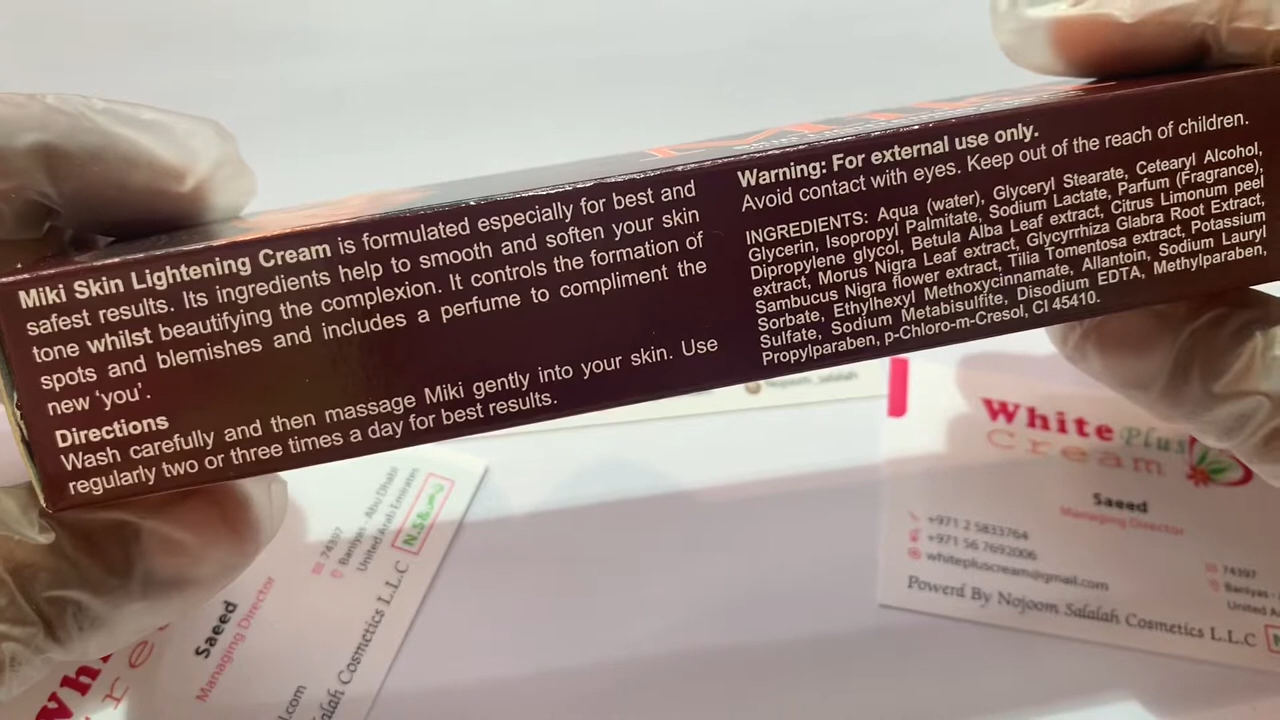 Miki Skin Lightening Cream is formulated especially for best and
safest results. Its ingredients help to smooth and soften your skin
tone whilst beautifying the complexion. It controls the formation of
spots and blemishes and includes a perfume to compliment the
new ‘you’.
Directions
Wash carefully and then massage Miki gently into your skin. Use
regularly two or three times a day for best results.
Warning: For external use only.
Avoid contact with eyes. Keep out of the reach of children.
INGREDIENTS: Aqua (water), Glyceryl Stearate, Cetearyl Alcohol,
Glycerin, Isopropyl Palmitate, Sodium Lactate, Parfum (Fragrance),
Dipropylene glycol, Betula Alba Leaf extract, Citrus Limonum peel
extract, Morus Nigra Leaf extract, Glycyrrhiza Glabra Root Extract,
Sambucus Nigra flower extract, Tilia Tomentosa extract, Potassium
Sorbate, Ethylhexyl Methoxycinnamate, Allantoin, Sodium Lauryl
Sulfate, Sodium Metabisulfite, Disodium EDTA, Methylparaben,
Propylparaben, p-Chloro-m-Cresol, CI 45410.
Nojoom_salalah
White Plus
Cream
Saeed
Managing Director
+971 2 5833764
+971 56 7692006
whitepluscream@gmail.com
74397
Baniyas -
United
Powerd By Nojoom Salalah Cosmetics L.L.C
74397
Baniyas - Abu Dhabi
United Arab Emirates
N.S&
Saeed
Managing Director
Cosmetics L.L.C